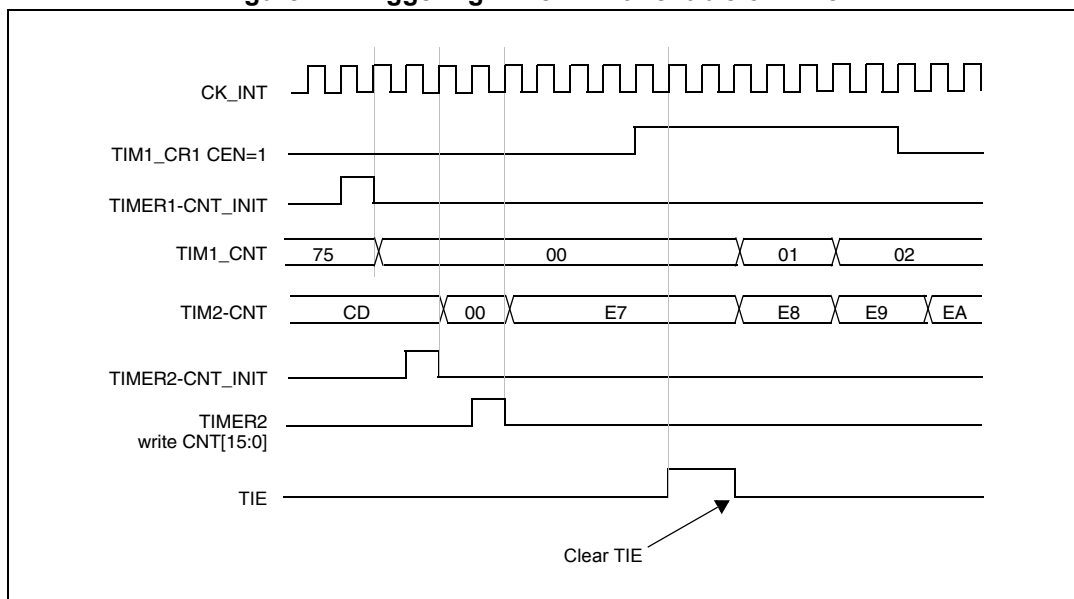 CK_INT
TIM1_CR1 CEN=1
TIMER1-CNT_INIT
TIM1_CNT 75 00 01 02
TIM2-CNT CD 00 E7 E8 E9 EA
TIMER2-CNT_INIT
TIMER2
write CNT[15:0]
TIE
Clear TIE